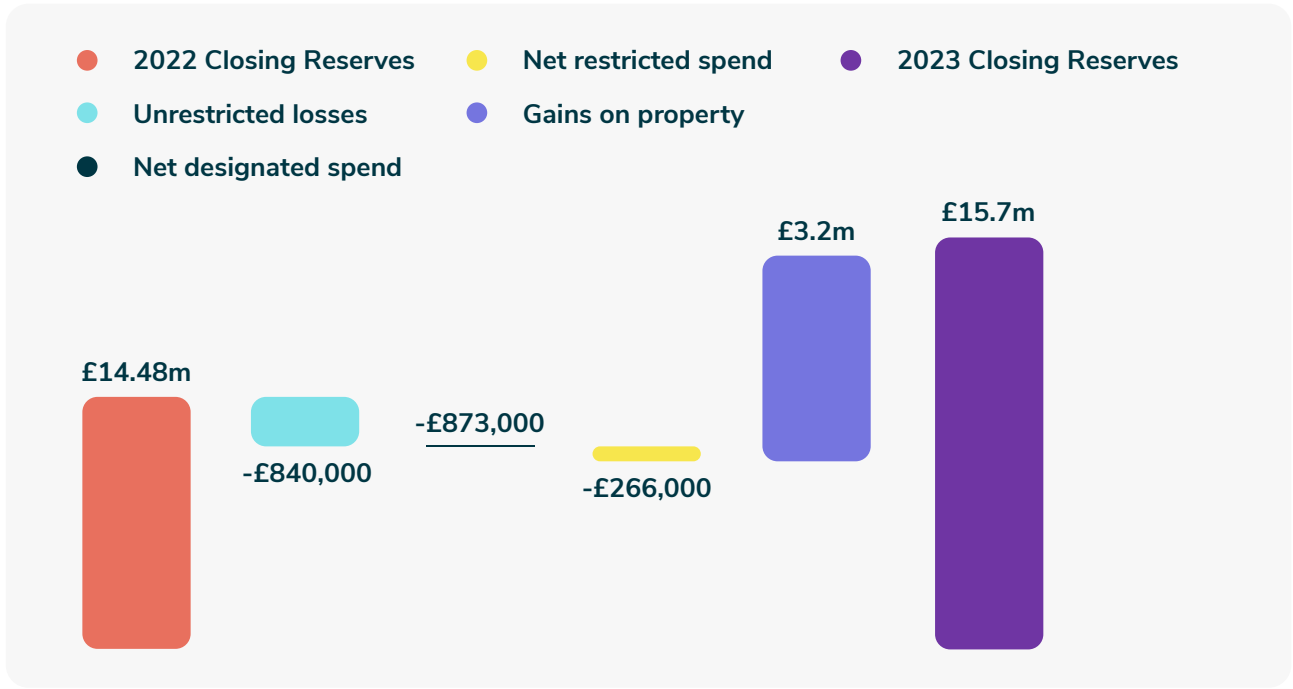 2022 Closing Reserves
Net restricted spend
2023 Closing Reserves
Unrestricted losses
Gains on property
Net designated spend
£15.7m
£3.2m
£14.48m
-£873,000
-£840,000
-£266,000